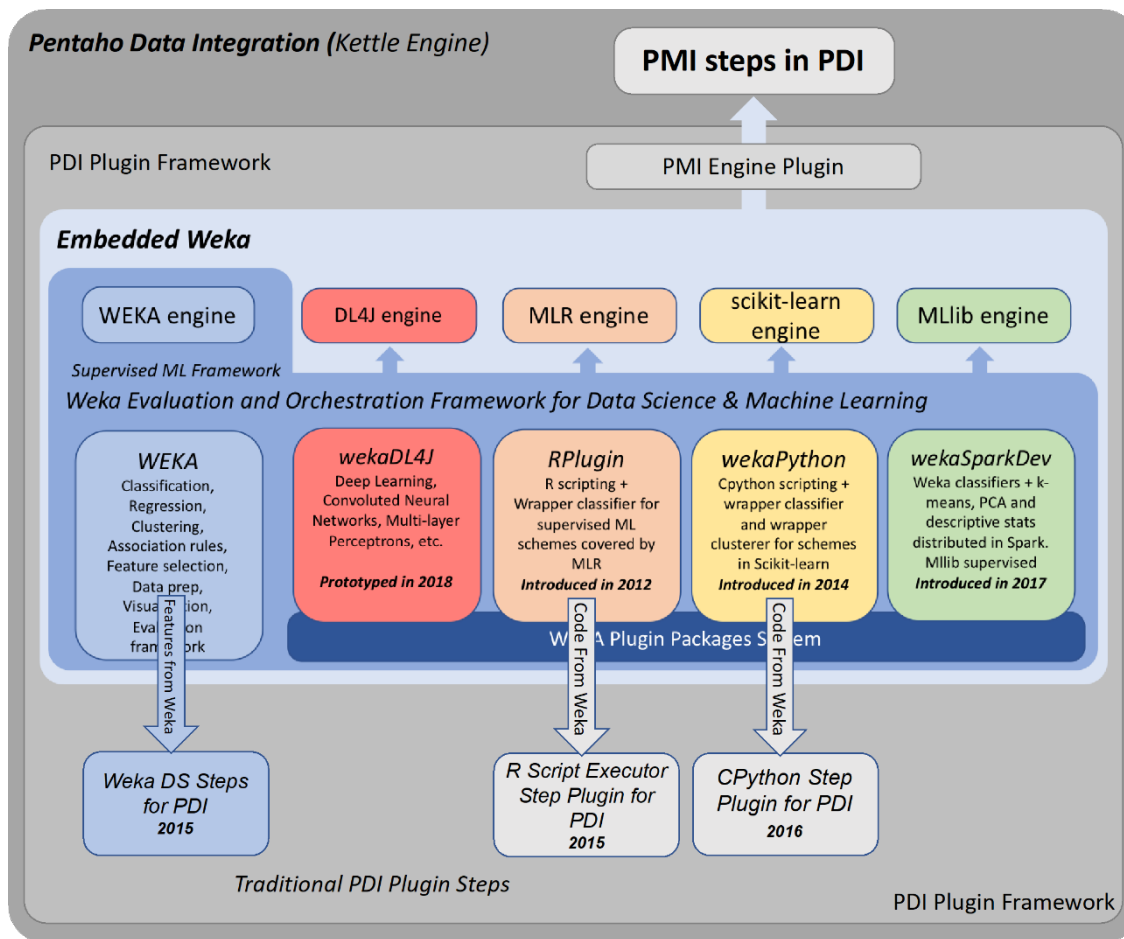 Pentaho Data Integration (Kettle Engine)
PMI steps in PDI
PDI Plugin Framework
PMI Engine Plugin
Embedded Weka
WEKA engine
DL4J engine
MLR engine
scikit-learn
engine
MLlib engine
Supervised ML Framework
Weka Evaluation and Orchestration Framework for Data Science & Machine Learning
WEKA
Classification,
Regression,
Clustering,
Association rules,
Feature selection,
Data prep,
framework
Features from Weka
wekaDL4J
Deep Learning,
Convoluted Neural
Networks, Multi-layer
Perceptrons, etc.
Prototyped in 2018
RPlugin
R scripting +
Wrapper classifier for
supervised ML
schemes covered by
MLR
Introduced in 2012
Code From Weka
wekaPython
Cpython scripting +
wrapper classifier
and wrapper
clusterer for schemes
in Scikit-learn
Introduced in 2014
Code From Weka
wekaSparkDev
Weka classifiers + k-
means, PCA and
descriptive stats
distributed in Spark.
Mllib supervised
Introduced in 2017
Plugin Packages
Weka DS Steps
for PDI
2015
R Script Executor
Step Plugin for
PDI
2015
CPython Step
Plugin for PDI
2016
Traditional PDI Plugin Steps
PDI Plugin Framework